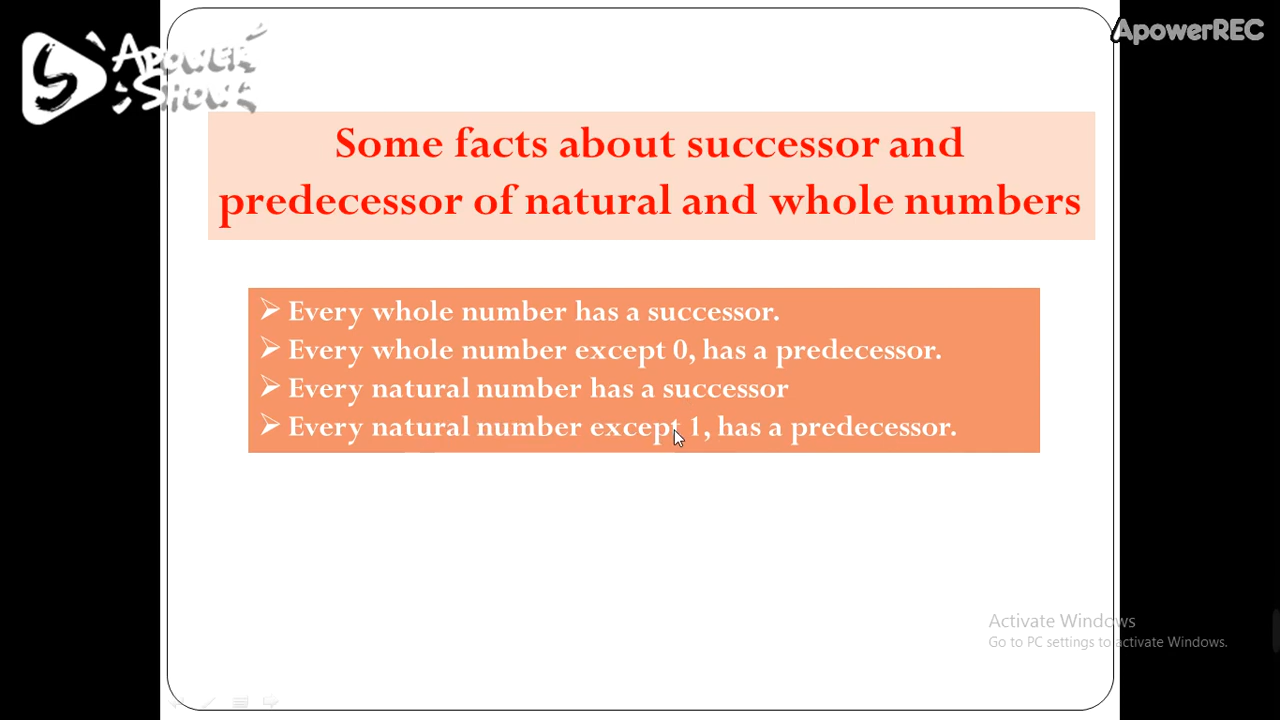 APOWER
SHOW
ApowerREC
Some facts about successor and
predecessor of natural and whole numbers
Every whole number has a successor.
Every whole number except 0, has a predecessor.
Every natural number has a successor
Every natural number except 1, has a predecessor.
Activate Windows
Go to PC settings to activate Windows.